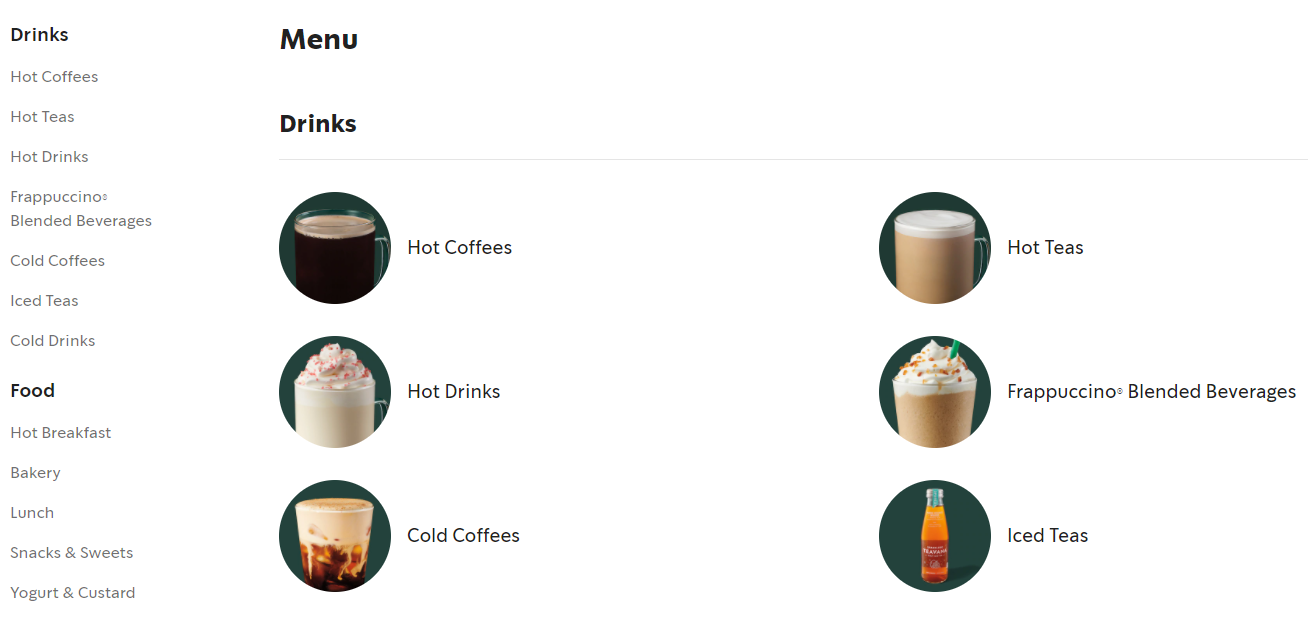 Drinks
Hot Coffees
Hot Teas
Hot Drinks
Frappuccino®
Blended Beverages
Cold Coffees
Iced Teas
Cold Drinks
Food
Hot Breakfast
Bakery
Lunch
Snacks & Sweets
Yogurt & Custard
Menu
Drinks
Hot Coffees
Hot Teas
Hot Drinks
Frappuccino® Blended Beverages
Cold Coffees
TEAVANA
Iced Teas